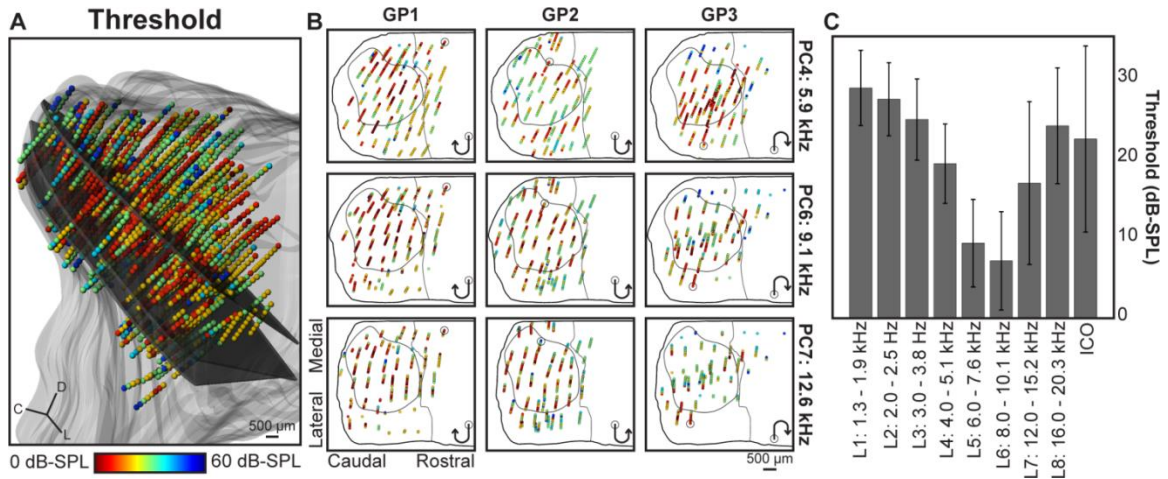 A
Threshold
C
D
L
500 µm
0 dB-SPL
60 dB-SPL
B
GP1
GP2
GP3
PC4: 5.9 kHz
PC6: 9.1 kHz
PC7: 12.6 kHz
Lateral Medial
Caudal Rostral
500 µm
C
30
20
10
0
Threshold (dB-SPL)
L1: 1.3 - 1.9 kHz
L2: 2.0 - 2.5 Hz
L3: 3.0 - 3.8 Hz
L4: 4.0 - 5.1 kHz
L5: 6.0 - 7.6 kHz
L6: 8.0 - 10.1 kHz
L7: 12.0 - 15.2 kHz
L8: 16.0 - 20.3 kHz
ICO